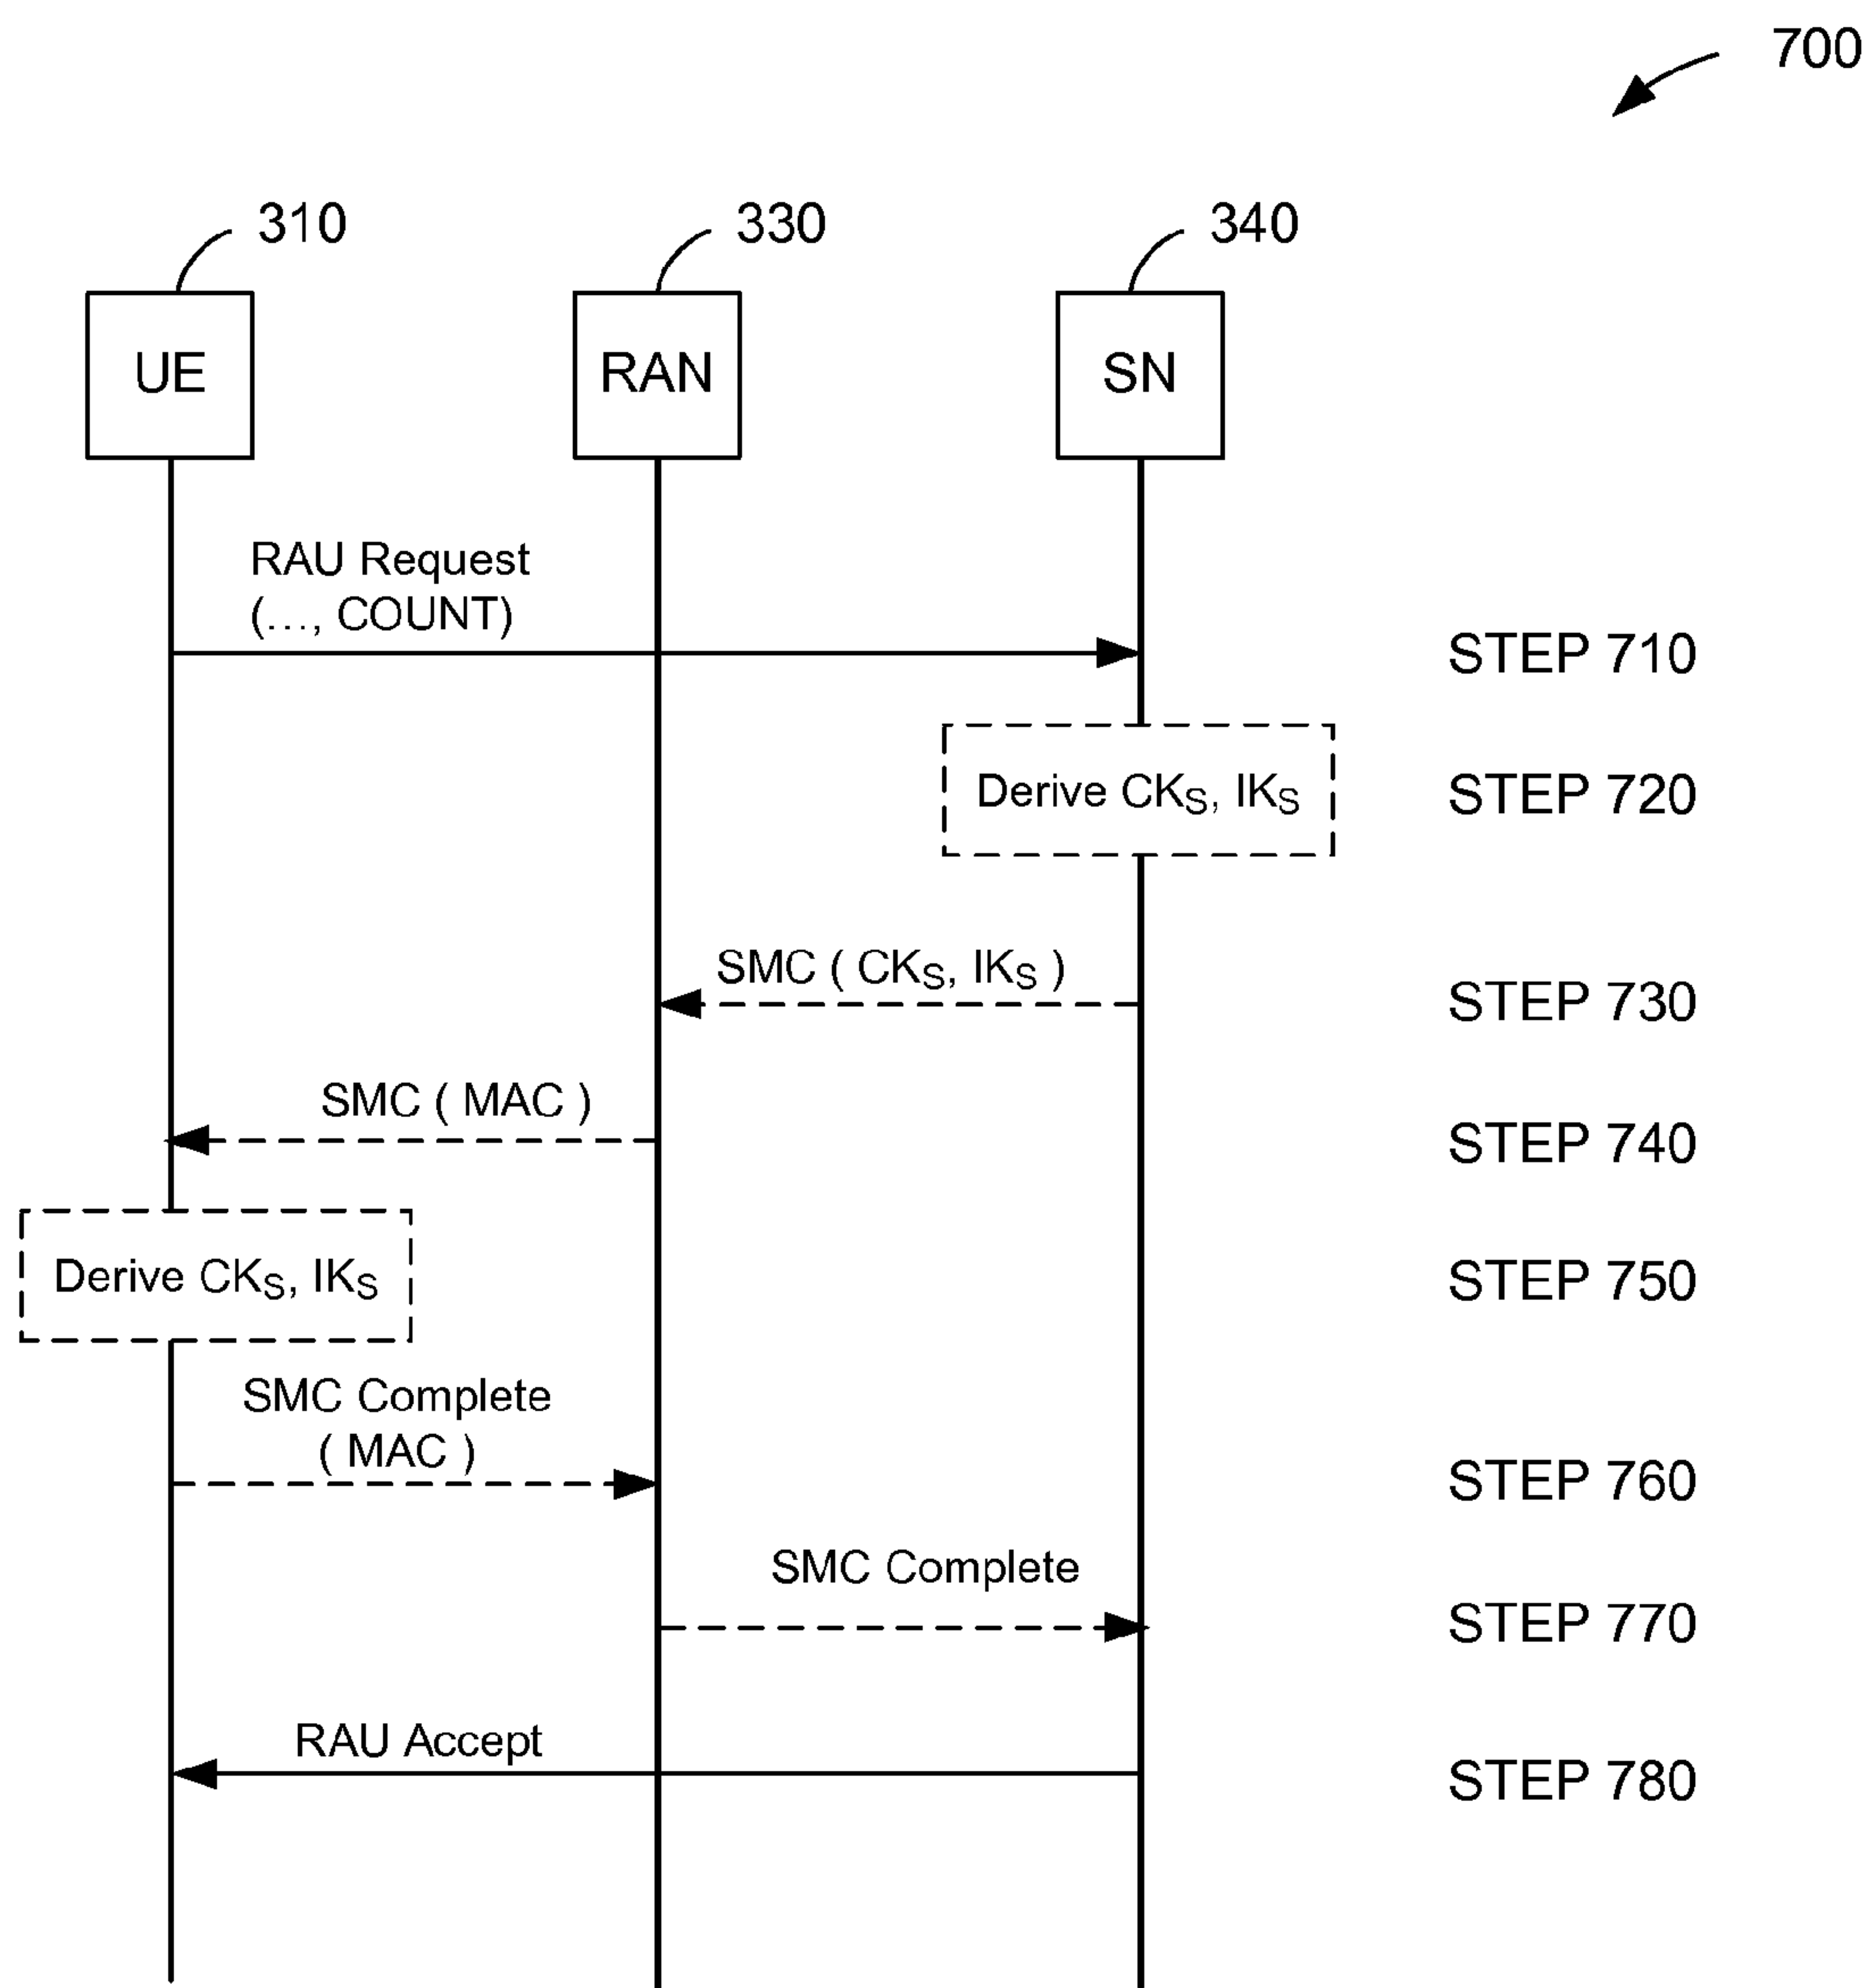 700
310
330
340
UE
RAN
SN
RAU Request
(..., COUNT)
STEP 710
Derive CKS, IKS
STEP 720
SMC ( CKS, IKS )
STEP 730
SMC ( MAC )
STEP 740
Derive CKS, IKS
STEP 750
SMC Complete
( MAC )
STEP 760
SMC Complete
STEP 770
RAU Accept
STEP 780